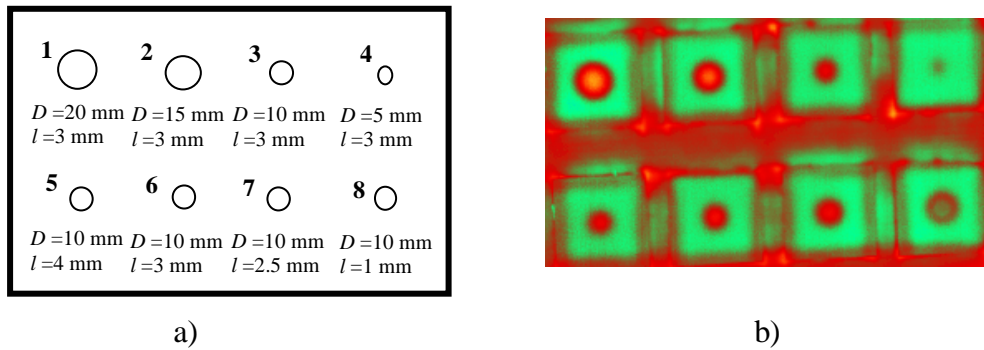 1 2 3 4
D =20 mm D =15 mm D =10 mm D =5 mm
l =3 mm l =3 mm l =3 mm l =3 mm
5 6 7 8
D =10 mm D =10 mm D =10 mm D =10 mm
l =4 mm l =3 mm l =2.5 mm l =1 mm
a) b)